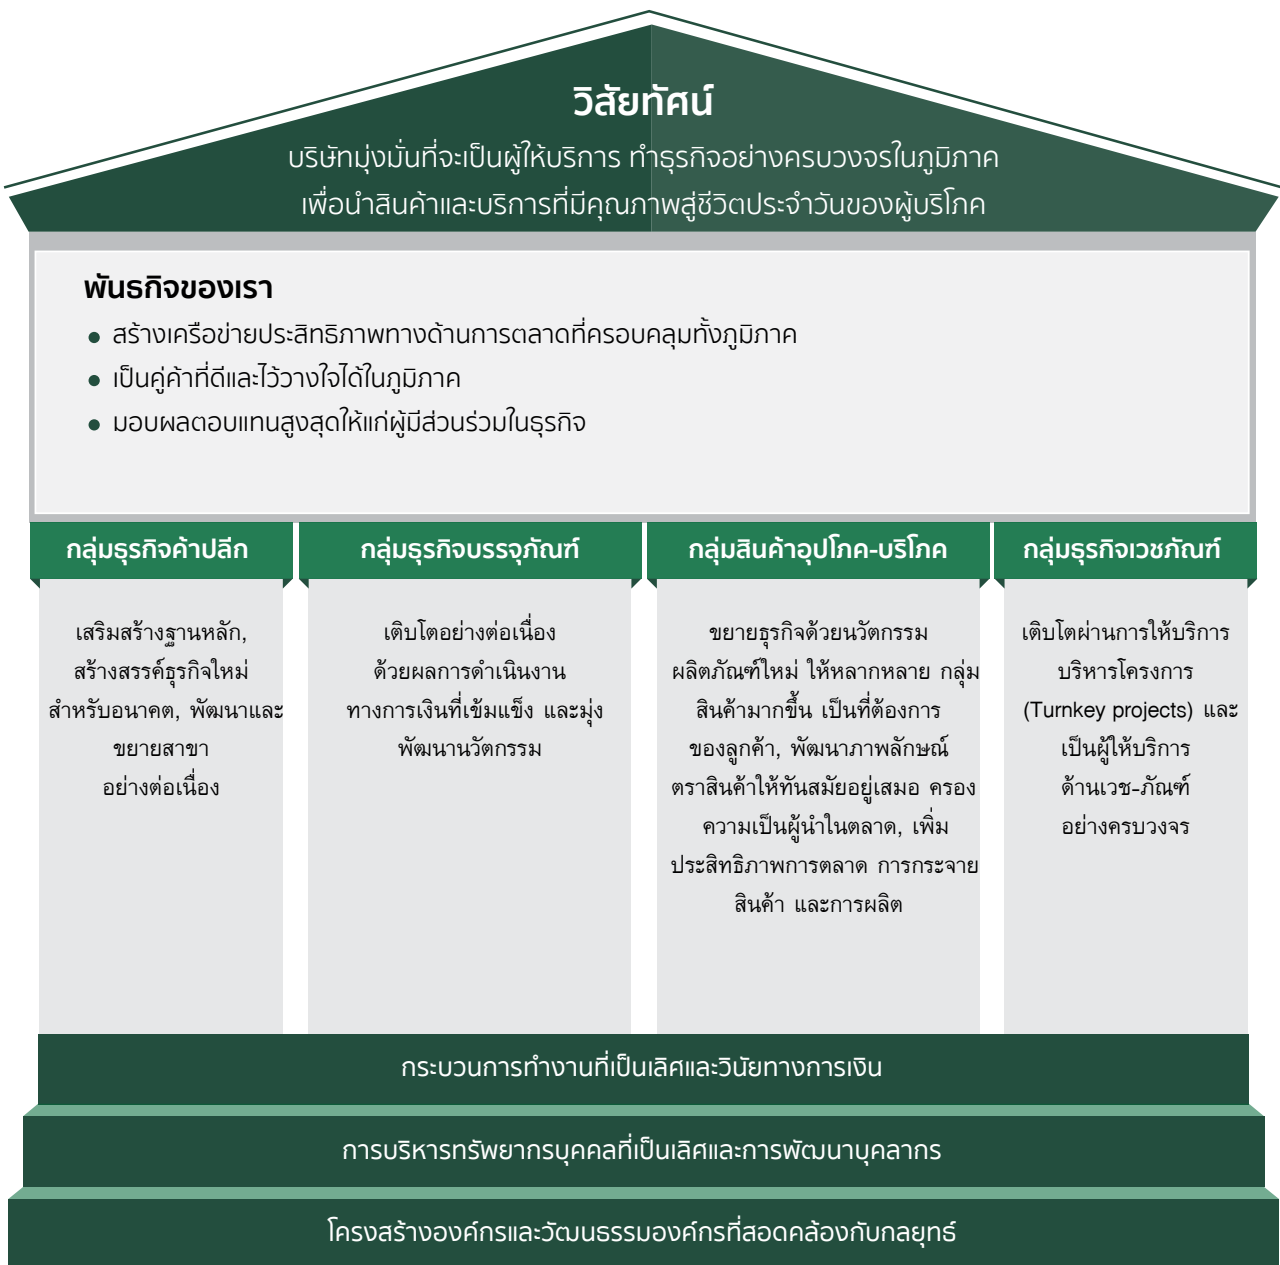 วิสัยทัศน์
บริษัทมุ่งมั่นที่จะเป็นผู้ให้บริการ ทำธุรกิจอย่างครบวงจรในภูมิภาค
เพื่อนำสินค้าและบริการที่มีคุณภาพสู่ชีวิตประจำวันของผู้บริโภค
พันธกิจของเรา
● สร้างเครือข่ายประสิทธิภาพทางด้านการตลาดที่ครอบคลุมทั้งภูมิภาค
● เป็นคู่ค้าที่ดีและไว้วางใจได้ในภูมิภาค
● มอบผลตอบแทนสูงสุดให้แก่ผู้มีส่วนร่วมในธุรกิจ
กลุ่มธุรกิจค้าปลีก
เสริมสร้างฐานหลัก,
สร้างสรรค์ธุรกิจใหม่
สำหรับอนาคต, พัฒนาและ
ขยายสาขา
อย่างต่อเนื่อง
กลุ่มธุรกิจบรรจุภัณฑ์
เติบโตอย่างต่อเนื่อง
ด้วยผลการดำเนินงาน
ทางการเงินที่เข้มแข็ง และมุ่ง
พัฒนานวัตกรรม
กลุ่มสินค้าอุปโภค-บริโภค
ขยายธุรกิจด้วยนวัตกรรม
ผลิตภัณฑ์ใหม่ ให้หลากหลาย กลุ่ม
สินค้ามากขึ้น เป็นที่ต้องการ
ของลูกค้า, พัฒนาภาพลักษณ์
ตราสินค้าให้ทันสมัยอยู่เสมอ ครอง
ความเป็นผู้นำในตลาด, เพิ่ม
ประสิทธิภาพการตลาด การกระจาย
สินค้า และการผลิต
กลุ่มธุรกิจเวชภัณฑ์
เติบโตผ่านการให้บริการ
บริหารโครงการ
(Turnkey projects) และ
เป็นผู้ให้บริการ
ด้านเวช-ภัณฑ์
อย่างครบวงจร
กระบวนการทำงานที่เป็นเลิศและวินัยทางการเงิน
การบริหารทรัพยากรบุคคลที่เป็นเลิศและการพัฒนาบุคลากร
โครงสร้างองค์กรและวัฒนธรรมองค์กรที่สอดคล้องกับกลยุทธ์